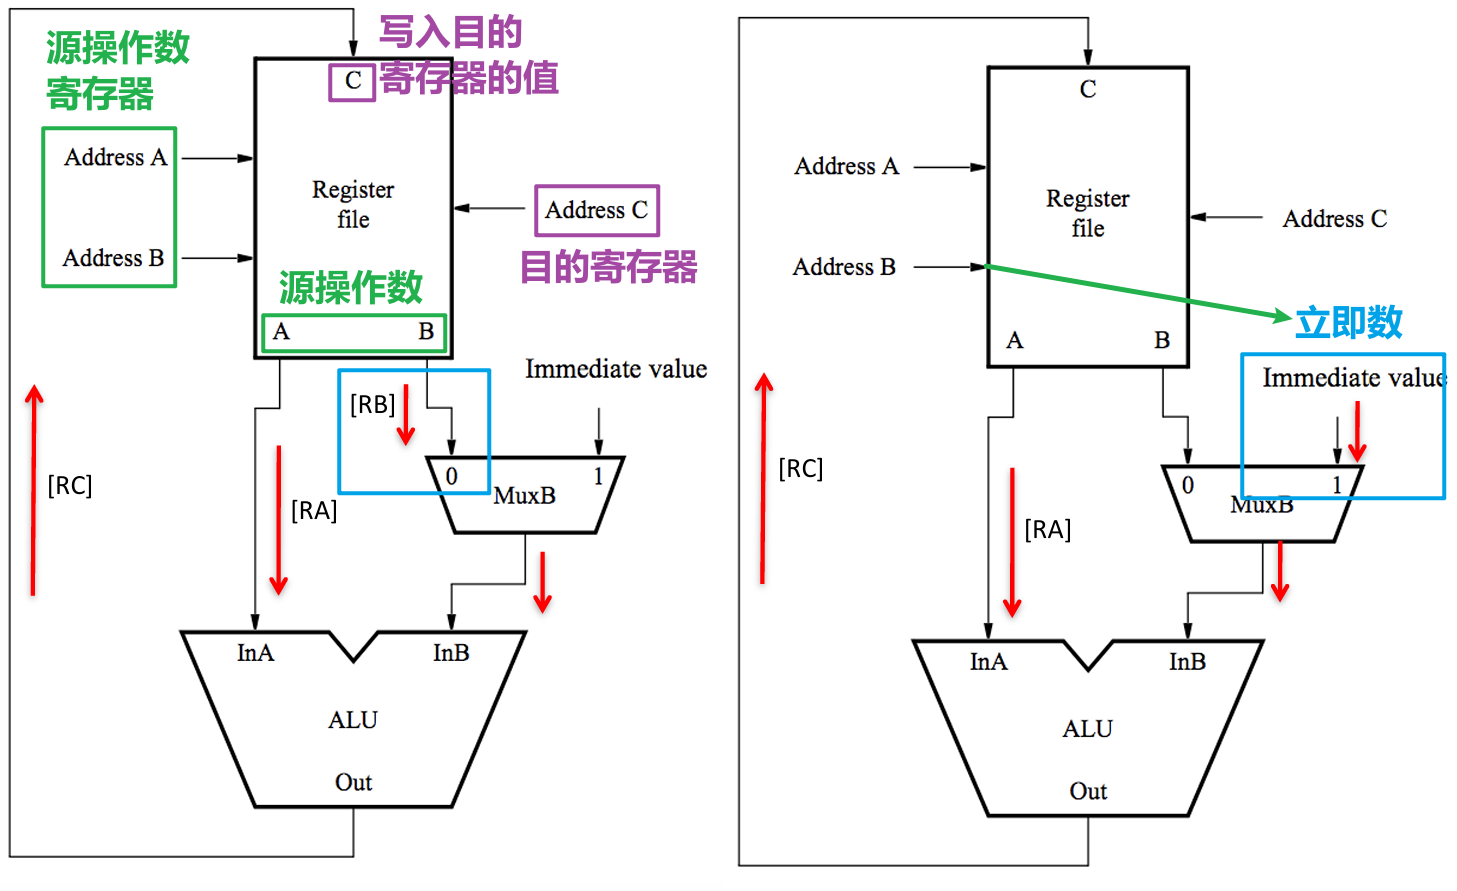 源操作数
寄存器
写入目的
寄存器的值
C
Address A
Address B
Register
file
Address C
目的寄存器
源操作数
A
B
Immediate value
[RB]
[RC]
[RA]
0
1
MuxB
InA
InB
ALU
Out
C
Address A
Register
file
Address C
Address B
立即数
A
B
Immediate value
[RC]
[RA]
0
1
MuxB
InA
InB
ALU
Out